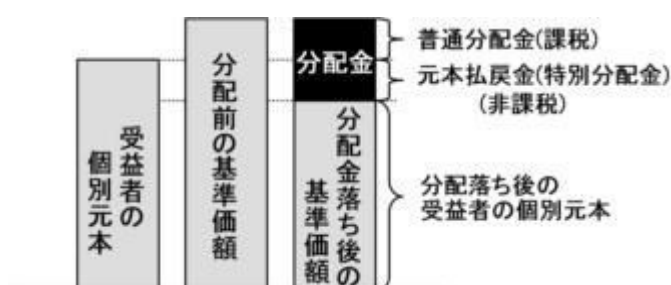 受益者の
個別元本
分配前の基準価額
分配金
分配金落ち後の
基準価額
普通分配金(課税)
元本払戻金(特別分配金)
(非課税)
分配落ち後の
受益者の個別元本